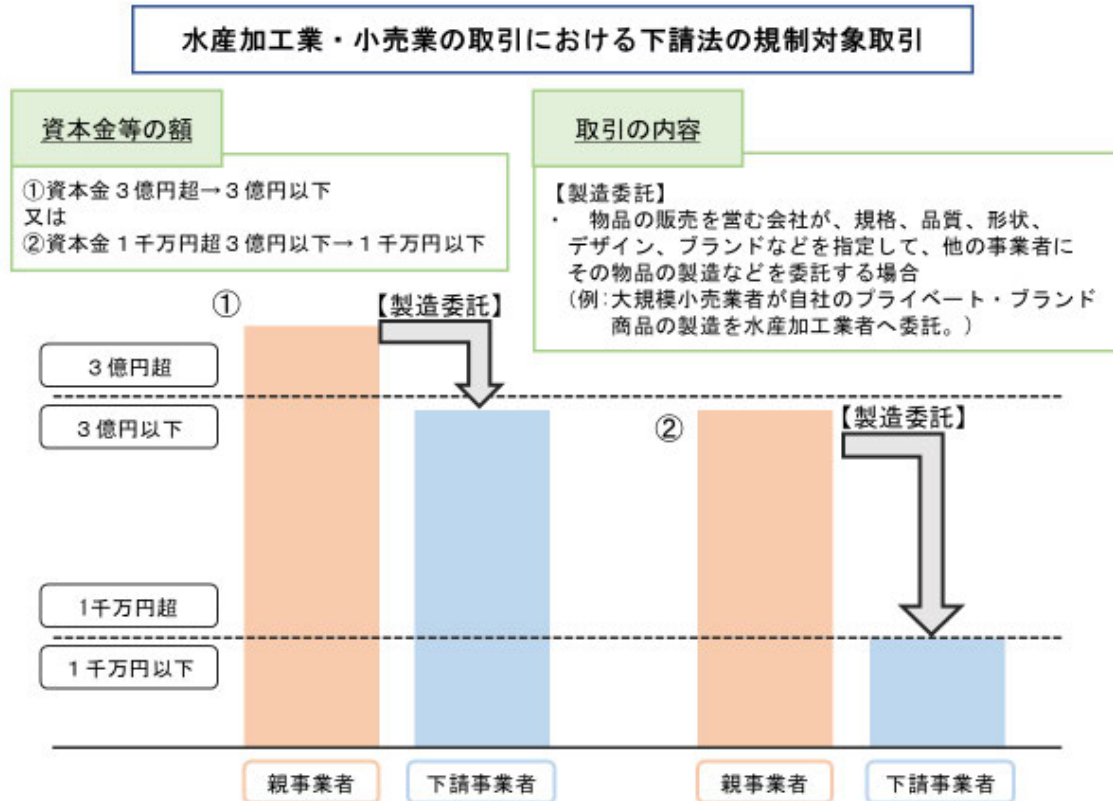 水産加工業・小売業の取引における下請法の規制対象取引
資本金等の額
①資本金３億円超→３億円以下
又は
②資本金１千万円超３億円以下→１千万円以下
取引の内容
【製造委託】
・　物品の販売を営む会社が、規格、品質、形状、
デザイン、ブランドなどを指定して、他の事業者に
その物品の製造などを委託する場合
（例：大規模小売業者が自社のプライベート・ブランド
商品の製造を水産加工業者へ委託。）
①
【製造委託】
３億円超
３億円以下
②
【製造委託】
１千万円超
１千万円以下
親事業者
下請事業者
親事業者
下請事業者